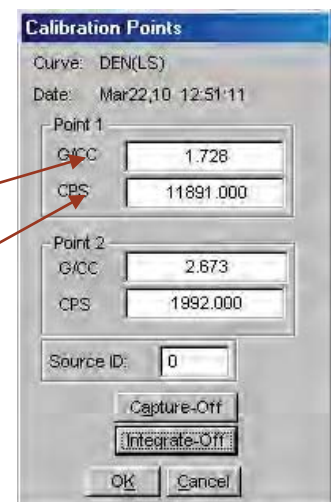 Calibration Points
Curve: DEN(LS)
Date: Mar22,10 12:51:11
Point 1
G/CC 1.728
CPS 11891.000
Point 2
G/CC 2.673
CPS 1992.000
Source ID: 0
Capture-Off
Integrate-Off
OK Cancel